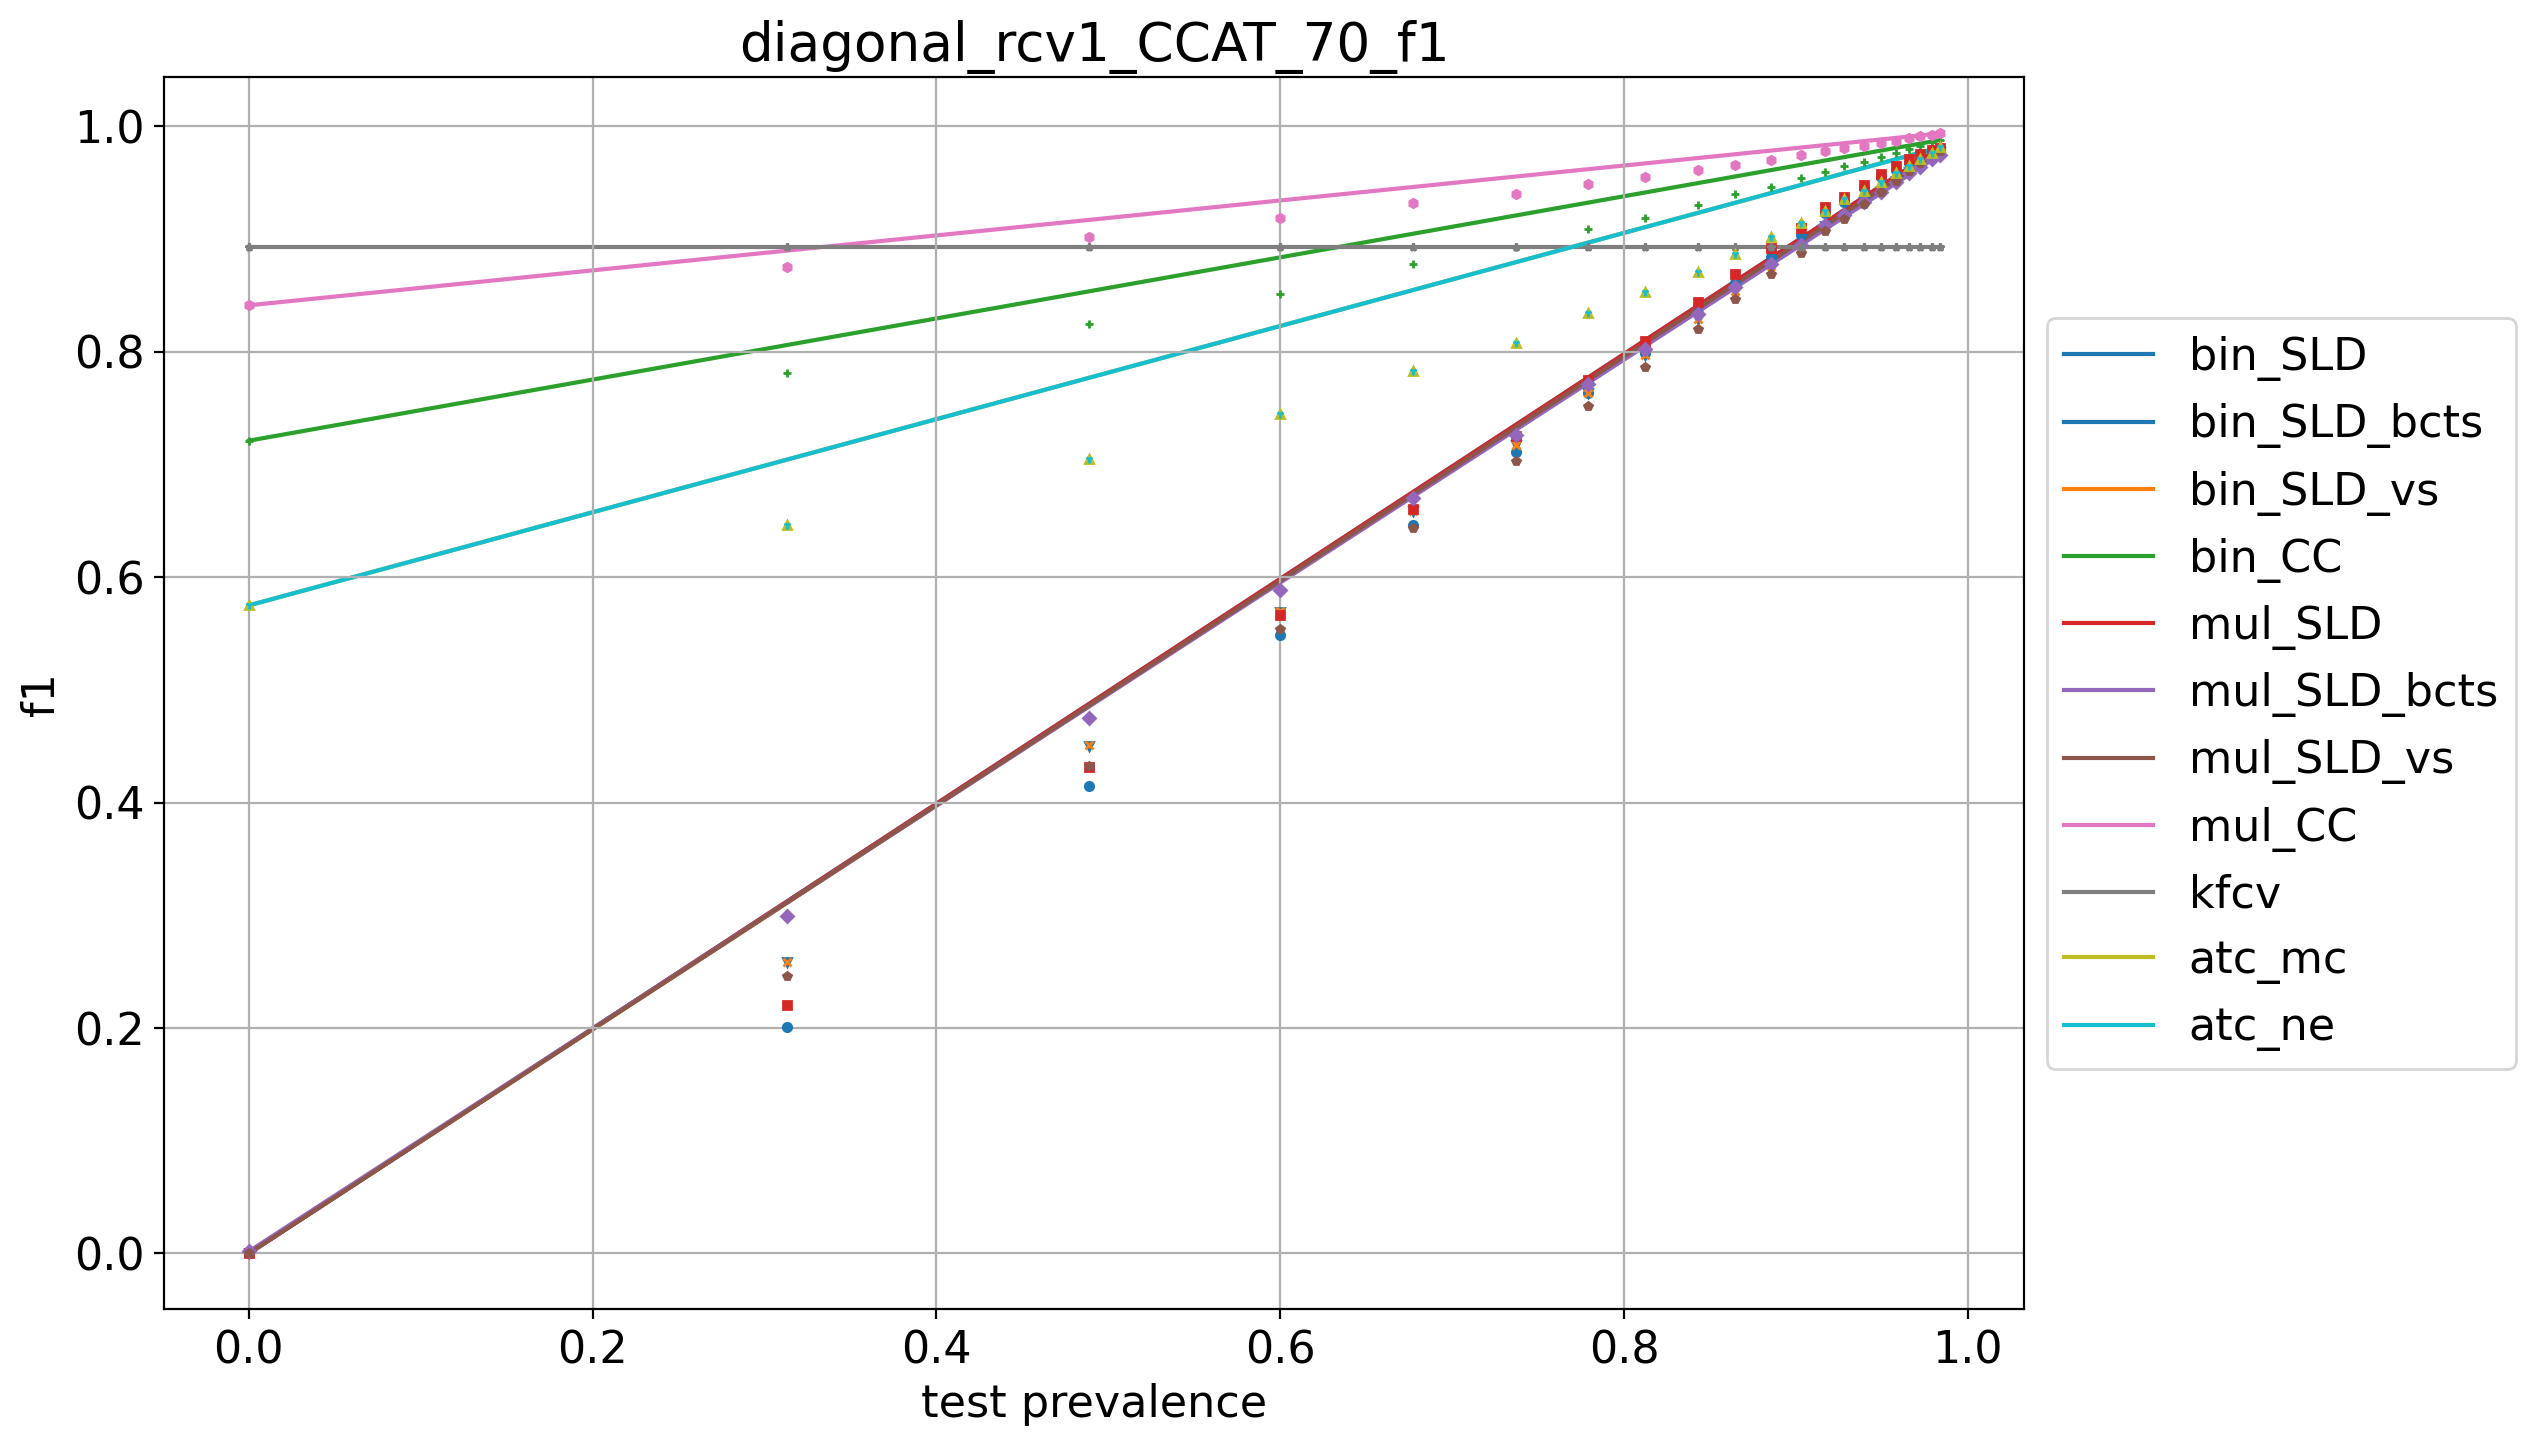 diagonal_rcv1_CCAT_70_f1
1.0
0.8
0.6
0.4
0.2
0.0
f1
0.0 0.2 0.4 0.6 0.8 1.0
test prevalence
bin_SLD
bin_SLD_bcts
bin_SLD_vs
bin_CC
mul_SLD
mul_SLD_bcts
mul_SLD_vs
mul_CC
kfcv
atc_mc
atc_ne